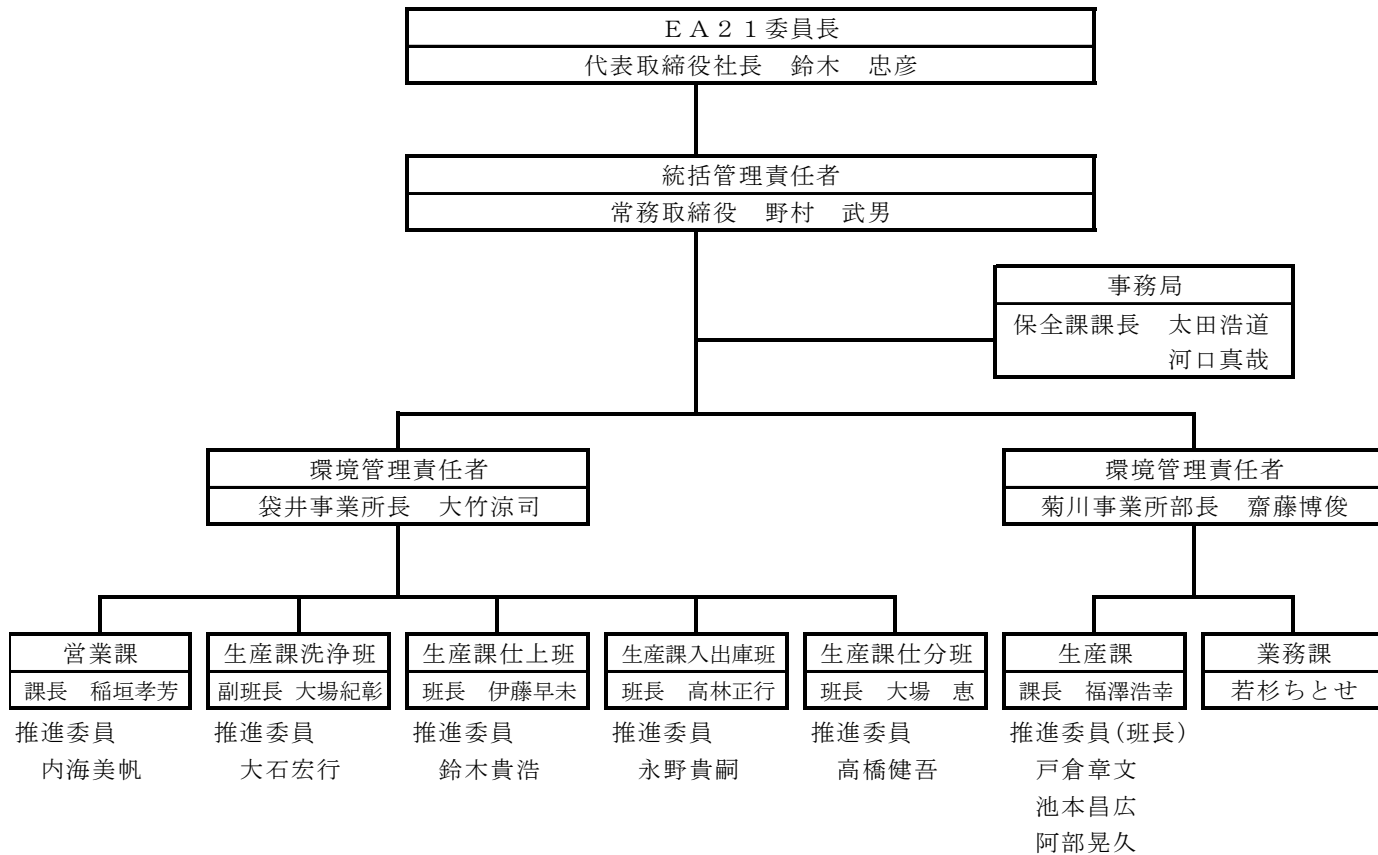 ＥＡ２１委員長
代表取締役社長　鈴木　忠彦
統括管理責任者
常務取締役　野村　武男
事務局
保全課課長　太田浩道
河口真哉
環境管理責任者
袋井事業所長　大竹涼司
環境管理責任者
菊川事業所部長　齋藤博俊
営業課
課長　稲垣孝芳
推進委員
内海美帆
生産課洗浄班
副班長 大場紀彰
推進委員
大石宏行
生産課仕上班
班長　伊藤早未
推進委員
鈴木貴浩
生産課入出庫班
班長　高林正行
推進委員
永野貴嗣
生産課仕分班
班長　大場　恵
推進委員
高橋健吾
生産課
課長　福澤浩幸
推進委員(班長)
戸倉章文
池本昌広
阿部晃久
業務課
若杉ちとせ